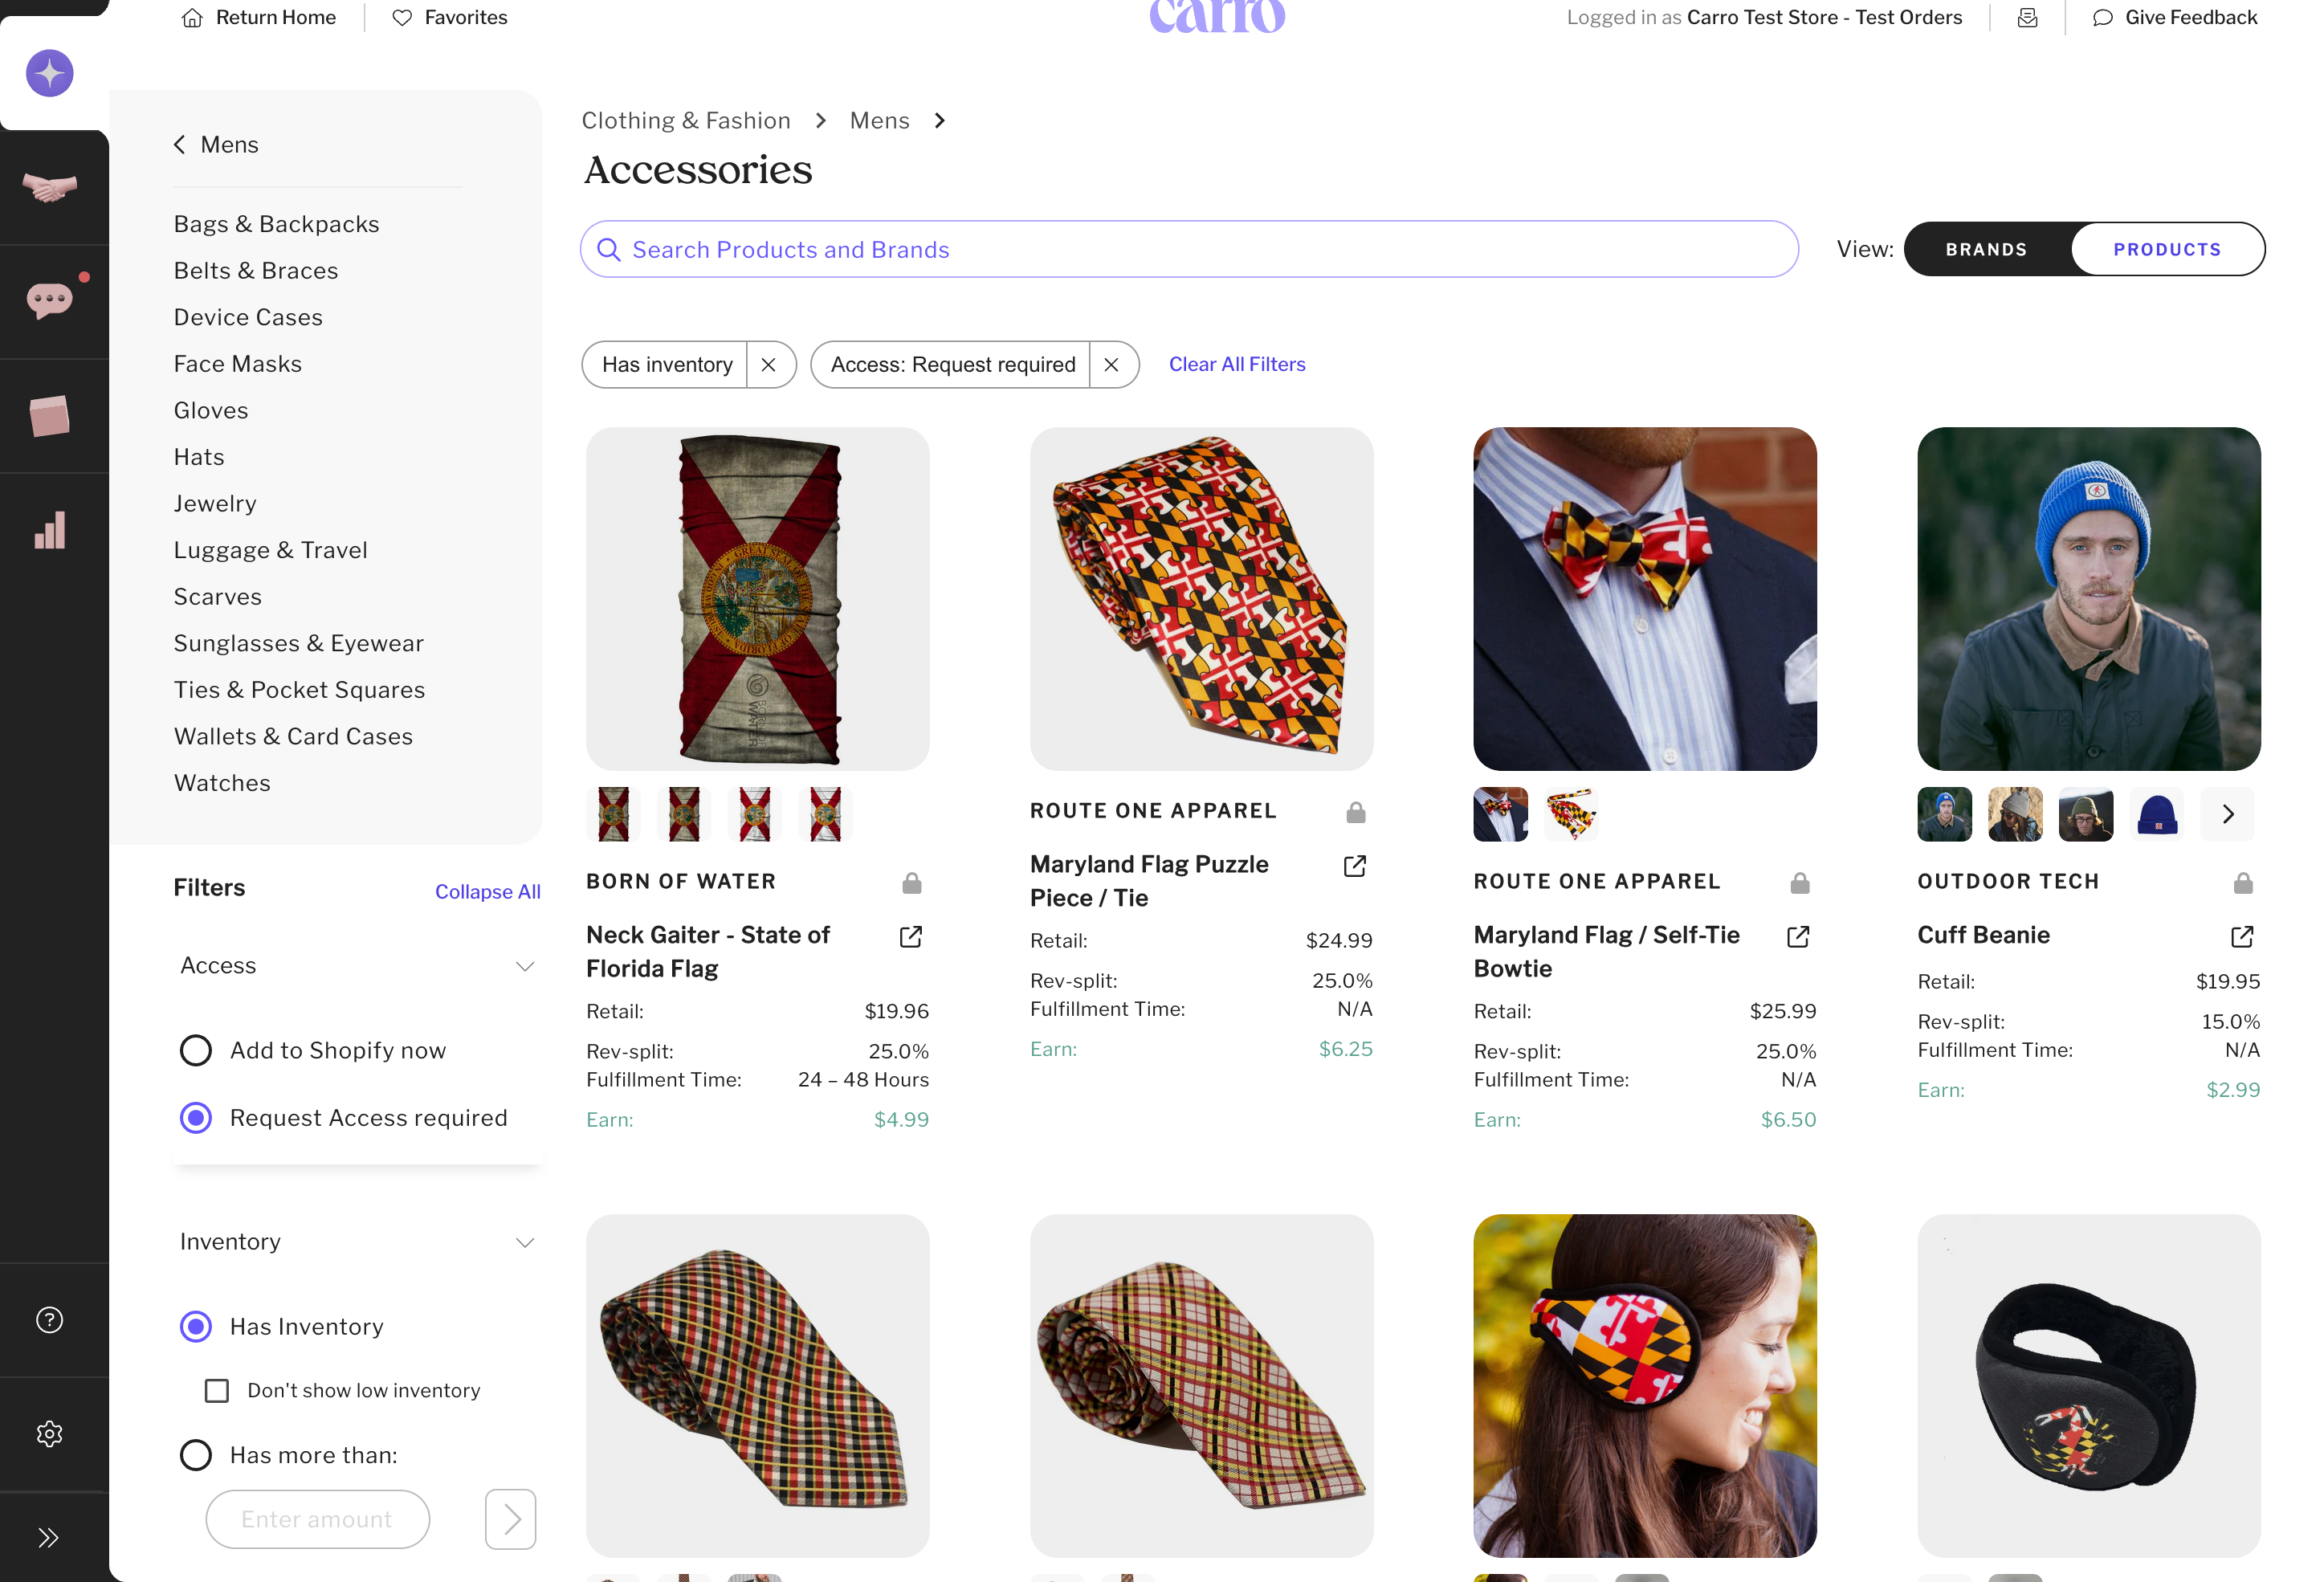 Return Home
Favorites
carro
Logged in as Carro Test Store - Test Orders
Give Feedback
Mens
Bags & Backpacks
Belts & Braces
Device Cases
Face Masks
Gloves
Hats
Jewelry
Luggage & Travel
Scarves
Sunglasses & Eyewear
Ties & Pocket Squares
Wallets & Card Cases
Watches
Filters
Collapse All
Access
Add to Shopify now
Request Access required
Inventory
Has Inventory
Don't show low inventory
Has more than:
Enter amount
Clothing & Fashion
Mens
Accessories
Search Products and Brands
View:
BRANDS
PRODUCTS
Has inventory
Access: Request required
Clear All Filters
BORN OF WATER
Neck Gaiter - State of
Florida Flag
Retail: $19.96
Rev-split: 25.0%
Fulfillment Time: 24 – 48 Hours
Earn: $4.99
ROUTE ONE APPAREL
Maryland Flag Puzzle
Piece / Tie
Retail: $24.99
Rev-split: 25.0%
Fulfillment Time: N/A
Earn: $6.25
ROUTE ONE APPAREL
Maryland Flag / Self-Tie
Bowtie
Retail: $25.99
Rev-split: 25.0%
Fulfillment Time: N/A
Earn: $6.50
OUTDOOR TECH
Cuff Beanie
Retail: $19.95
Rev-split: 15.0%
Fulfillment Time: N/A
Earn: $2.99